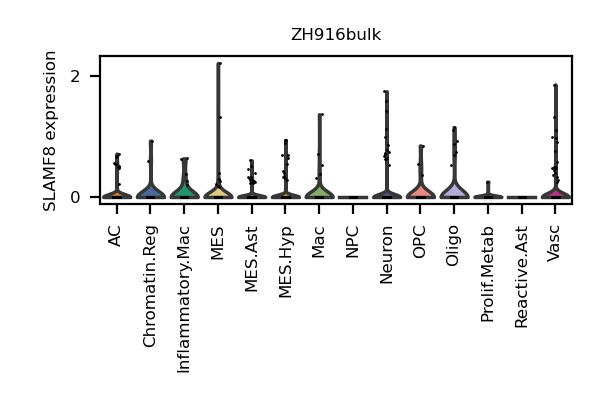 ZH916bulk
SLAMF8 expression
2
0
AC
Chromatin.Reg
Inflammatory.Mac
MES
MES.Ast
MES.Hyp
Mac
NPC
Neuron
OPC
Oligo
Prolif.Metab
Reactive.Ast
Vasc